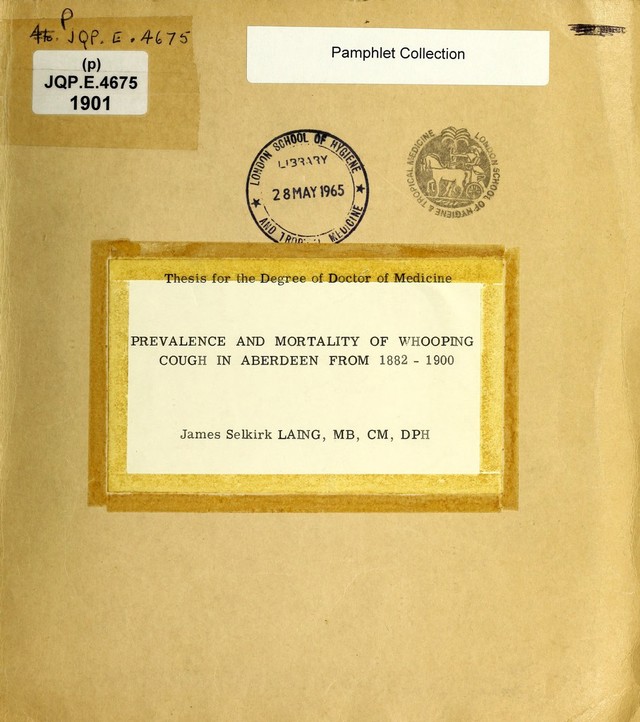 P
4to. JQP. E. 4675
(p)
JQP.E.4675
1901
Pamphlet Collection
LONDON SCHOOL OF HYGIENE
LIBRARY
28 MAY 1965
AND TROPICAL MEDICINE
LONDON SCHOOL OF HYGIENE & TROPICAL MEDICINE
Thesis for the Degree of Doctor of Medicine
PREVALENCE AND MORTALITY OF WHOOPING
COUGH IN ABERDEEN FROM 1882 - 1900
James Selkirk LAING, MB, CM, DPH